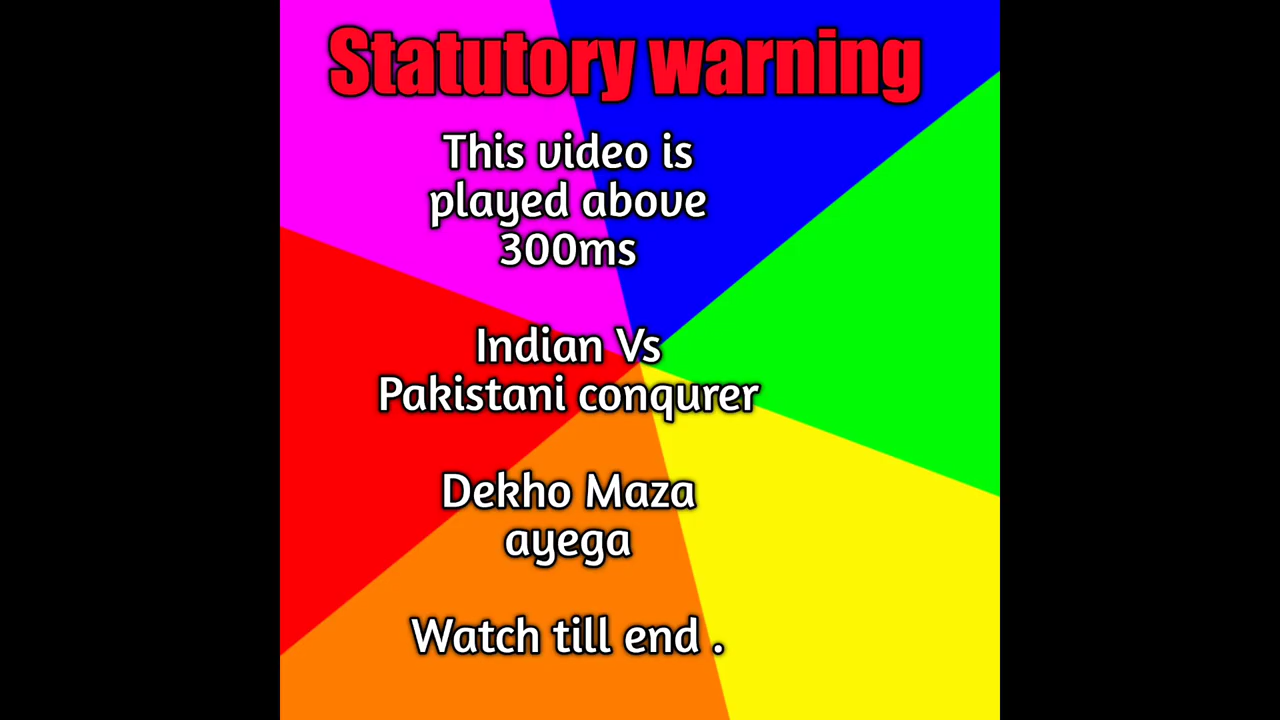 Statutory warning
This video is
played above
300ms
Indian Vs
Pakistani conqurer
Dekho Maza
ayega
Watch till end .